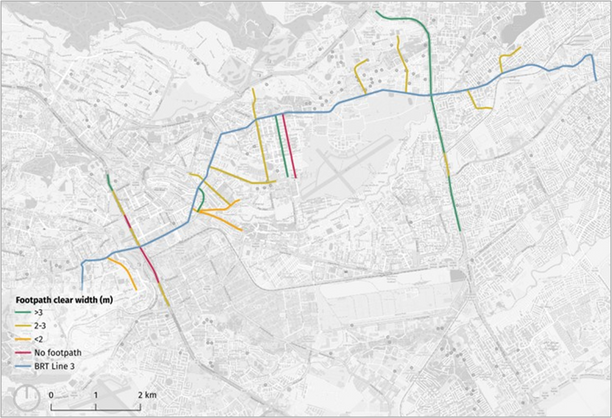 Footpath clear width (m)
>3
2-3
<2
No footpath
BRT Line 3
0 1 2 km